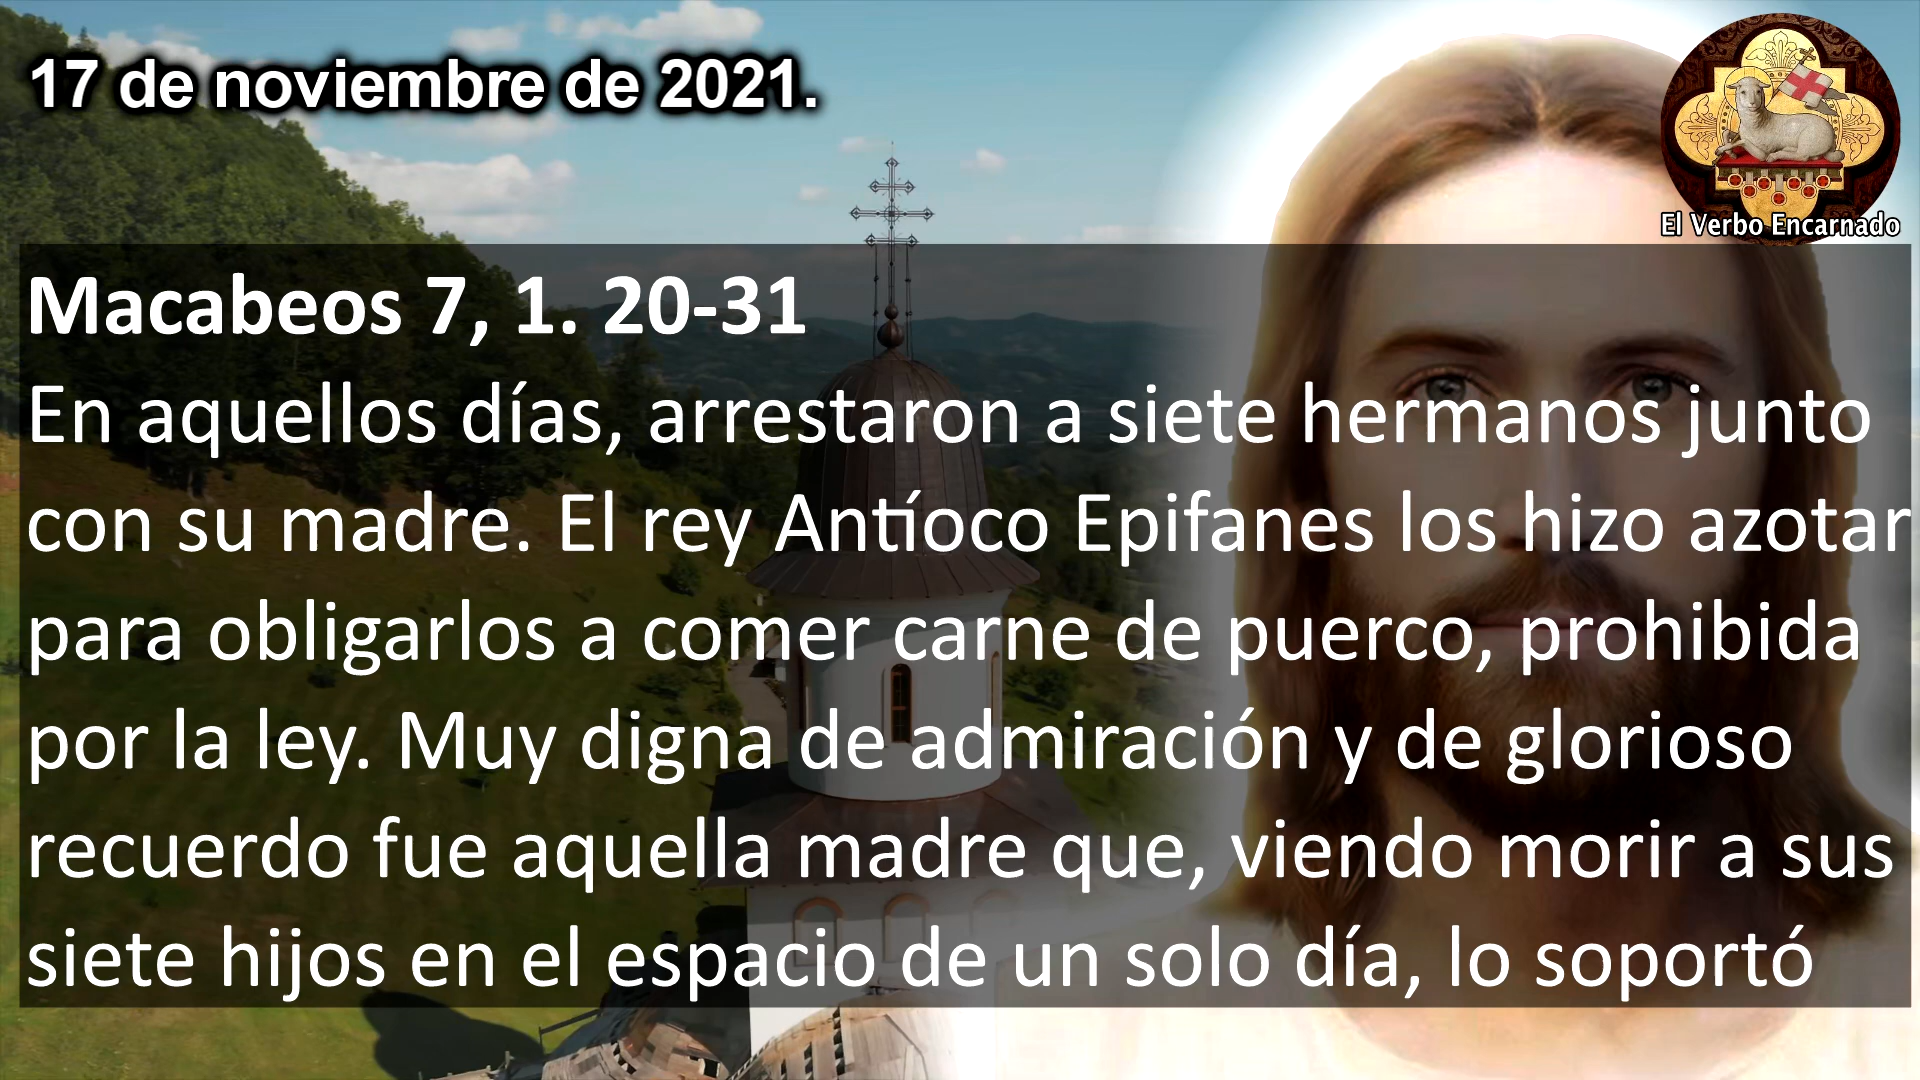 17 de noviembre de 2021.
El Verbo Encarnado
Macabeos 7, 1. 20-31
En aquellos días, arrestaron a siete hermanos junto
con su madre. El rey Antíoco Epifanes los hizo azotar
para obligarlos a comer carne de puerco, prohibida
por la ley. Muy digna de admiración y de glorioso
recuerdo fue aquella madre que, viendo morir a sus
siete hijos en el espacio de un solo día, lo soportó